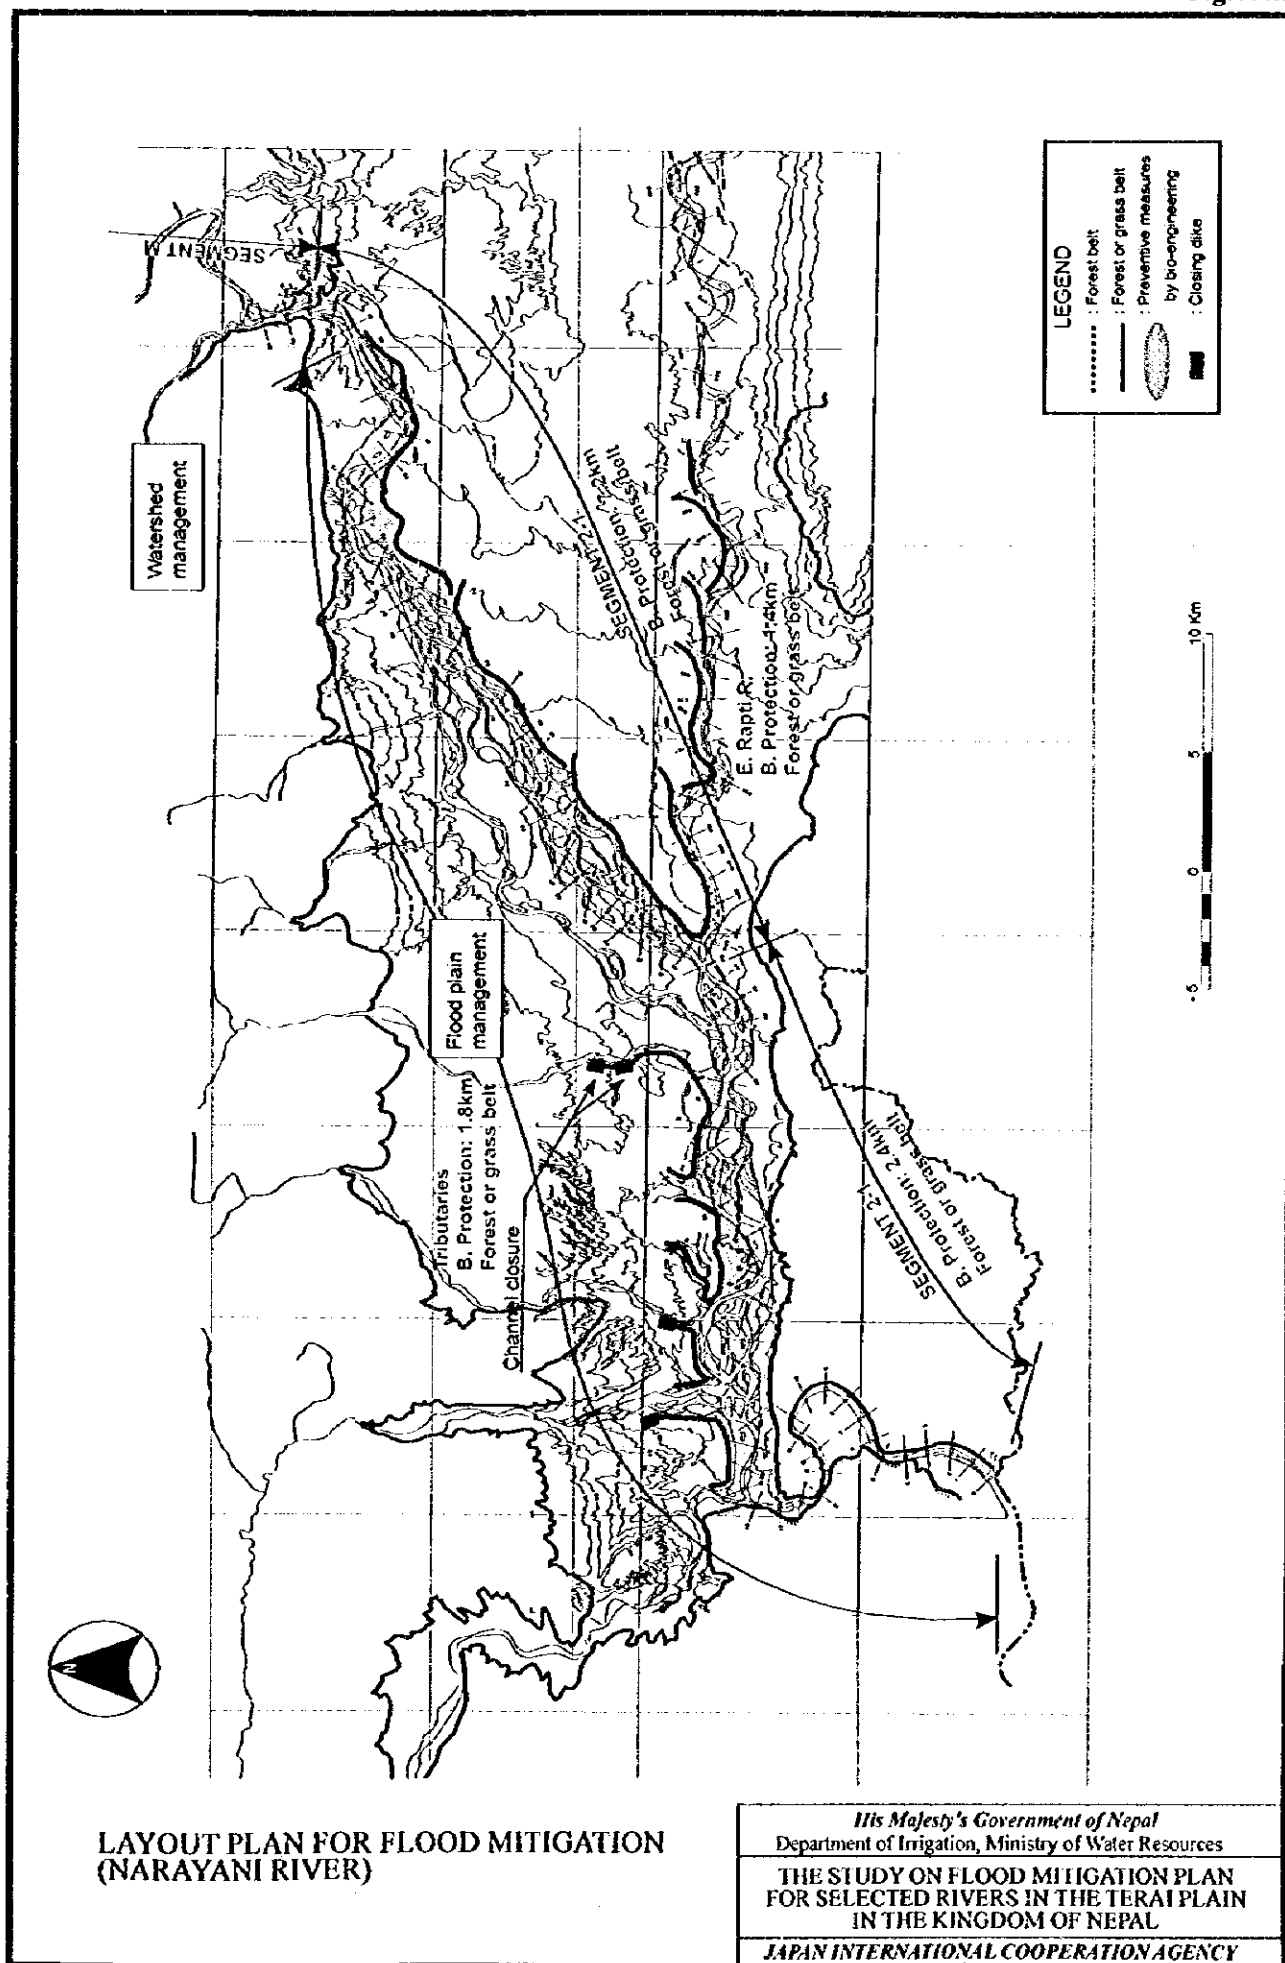 SEGMENT M
Watershed
management
LEGEND
: Forest belt
: Forest or grass belt
: Preventive measures
by bio-engineering
: Closing dike
SEGMENT 2-1
B. Protection: 7.2km
Forest or grass belt
E. Rapti R.
B. Protection: 1.4km
Forest or grass belt
Flood plain
management
Tributaries
B. Protection: 1.8km
Forest or grass belt
Channel closure
SEGMENT 2-1
B. Protection: 2.4km
Forest or grass belt
5 0 5 10 Km
N
LAYOUT PLAN FOR FLOOD MITIGATION
(NARAYANI RIVER)
His Majesty's Government of Nepal
Department of Irrigation, Ministry of Water Resources
THE STUDY ON FLOOD MITIGATION PLAN
FOR SELECTED RIVERS IN THE TERAI PLAIN
IN THE KINGDOM OF NEPAL
JAPAN INTERNATIONAL COOPERATION AGENCY